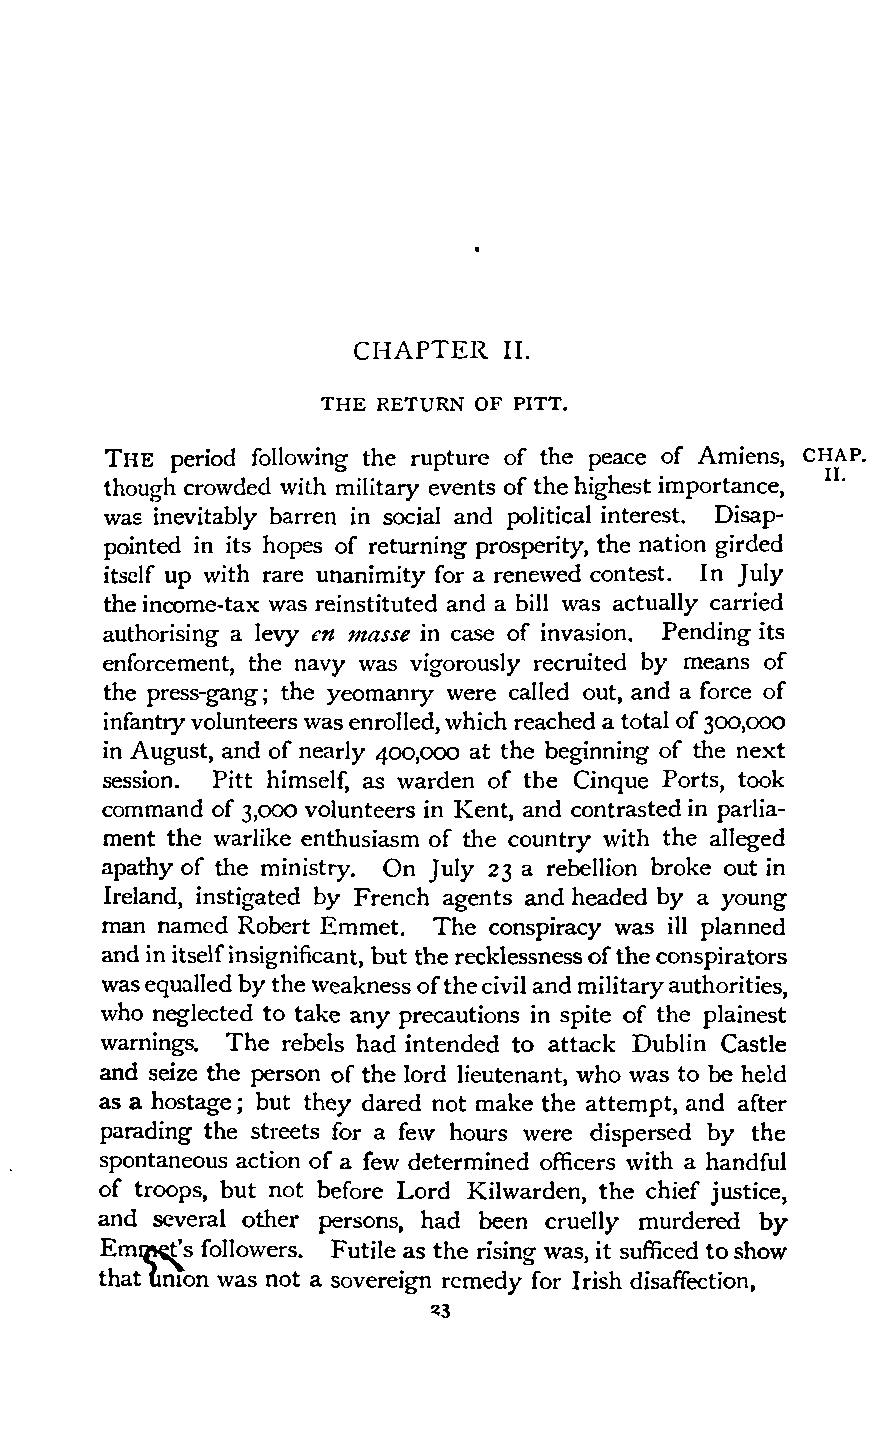 CHAPTER II.
THE RETURN OF PITT.
THE period following the rupture of the peace of Amiens,
CHAP.
II.
though crowded with military events of the highest importance,
was inevitably barren in social and political interest. Disap-
pointed in its hopes of returning prosperity, the nation girded
itself up with rare unanimity for a renewed contest. In July
the income-tax was reinstituted and a bill was actually carried
authorising a levy en masse in case of invasion. Pending its
enforcement, the navy was vigorously recruited by means of
the press-gang; the yeomanry were called out, and a force of
infantry volunteers was enrolled, which reached a total of 300,000
in August, and of nearly 400,000 at the beginning of the next
session. Pitt himself, as warden of the Cinque Ports, took
command of 3,000 volunteers in Kent, and contrasted in parlia-
ment the warlike enthusiasm of the country with the alleged
apathy of the ministry. On July 23 a rebellion broke out in
Ireland, instigated by French agents and headed by a young
man named Robert Emmet. The conspiracy was ill planned
and in itself insignificant, but the recklessness of the conspirators
was equalled by the weakness of the civil and military authorities,
who neglected to take any precautions in spite of the plainest
warnings. The rebels had intended to attack Dublin Castle
and seize the person of the lord lieutenant, who was to be held
as a hostage; but they dared not make the attempt, and after
parading the streets for a few hours were dispersed by the
spontaneous action of a few determined officers with a handful
of troops, but not before Lord Kilwarden, the chief justice,
and several other persons, had been cruelly murdered by
Emmet's followers. Futile as the rising was, it sufficed to show
that union was not a sovereign remedy for Irish disaffection,
23